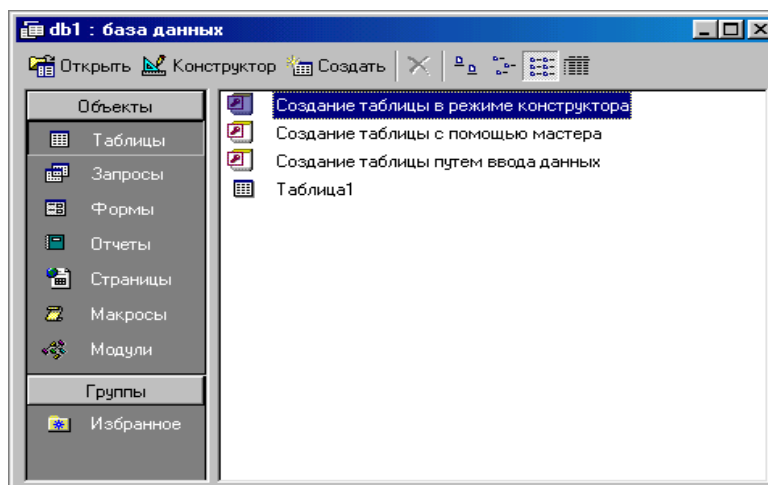 db1 : база данных
Открыть Конструктор Создать
Объекты
Таблицы
Запросы
Формы
Отчеты
Страницы
Макросы
Модули
Группы
Избранное
Создание таблицы в режиме конструктора
Создание таблицы с помощью мастера
Создание таблицы путем ввода данных
Таблица1